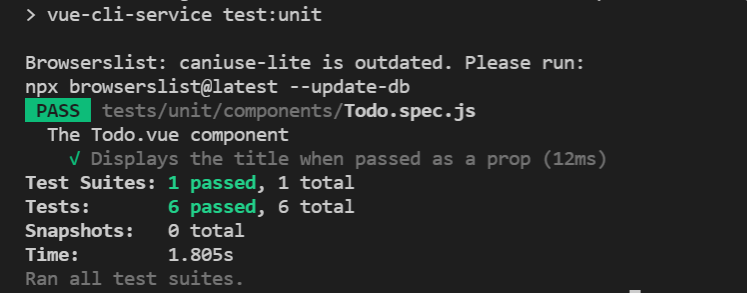 > vue-cli-service test:unit
Browserslist: caniuse-lite is outdated. Please run:
npx browserslist@latest --update-db
PASS tests/unit/components/Todo.spec.js
The Todo.vue component
√ Displays the title when passed as a prop (12ms)
Test Suites: 1 passed, 1 total
Tests: 6 passed, 6 total
Snapshots: 0 total
Time: 1.805s
Ran all test suites.